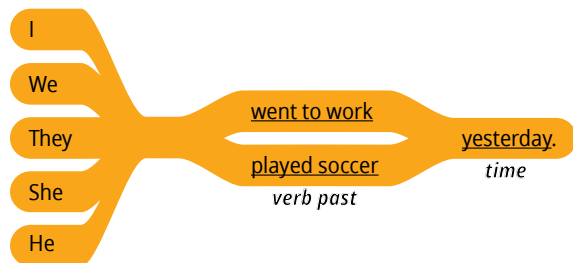 I
We
They
She
He
went to work
played soccer
verb past
yesterday.
time